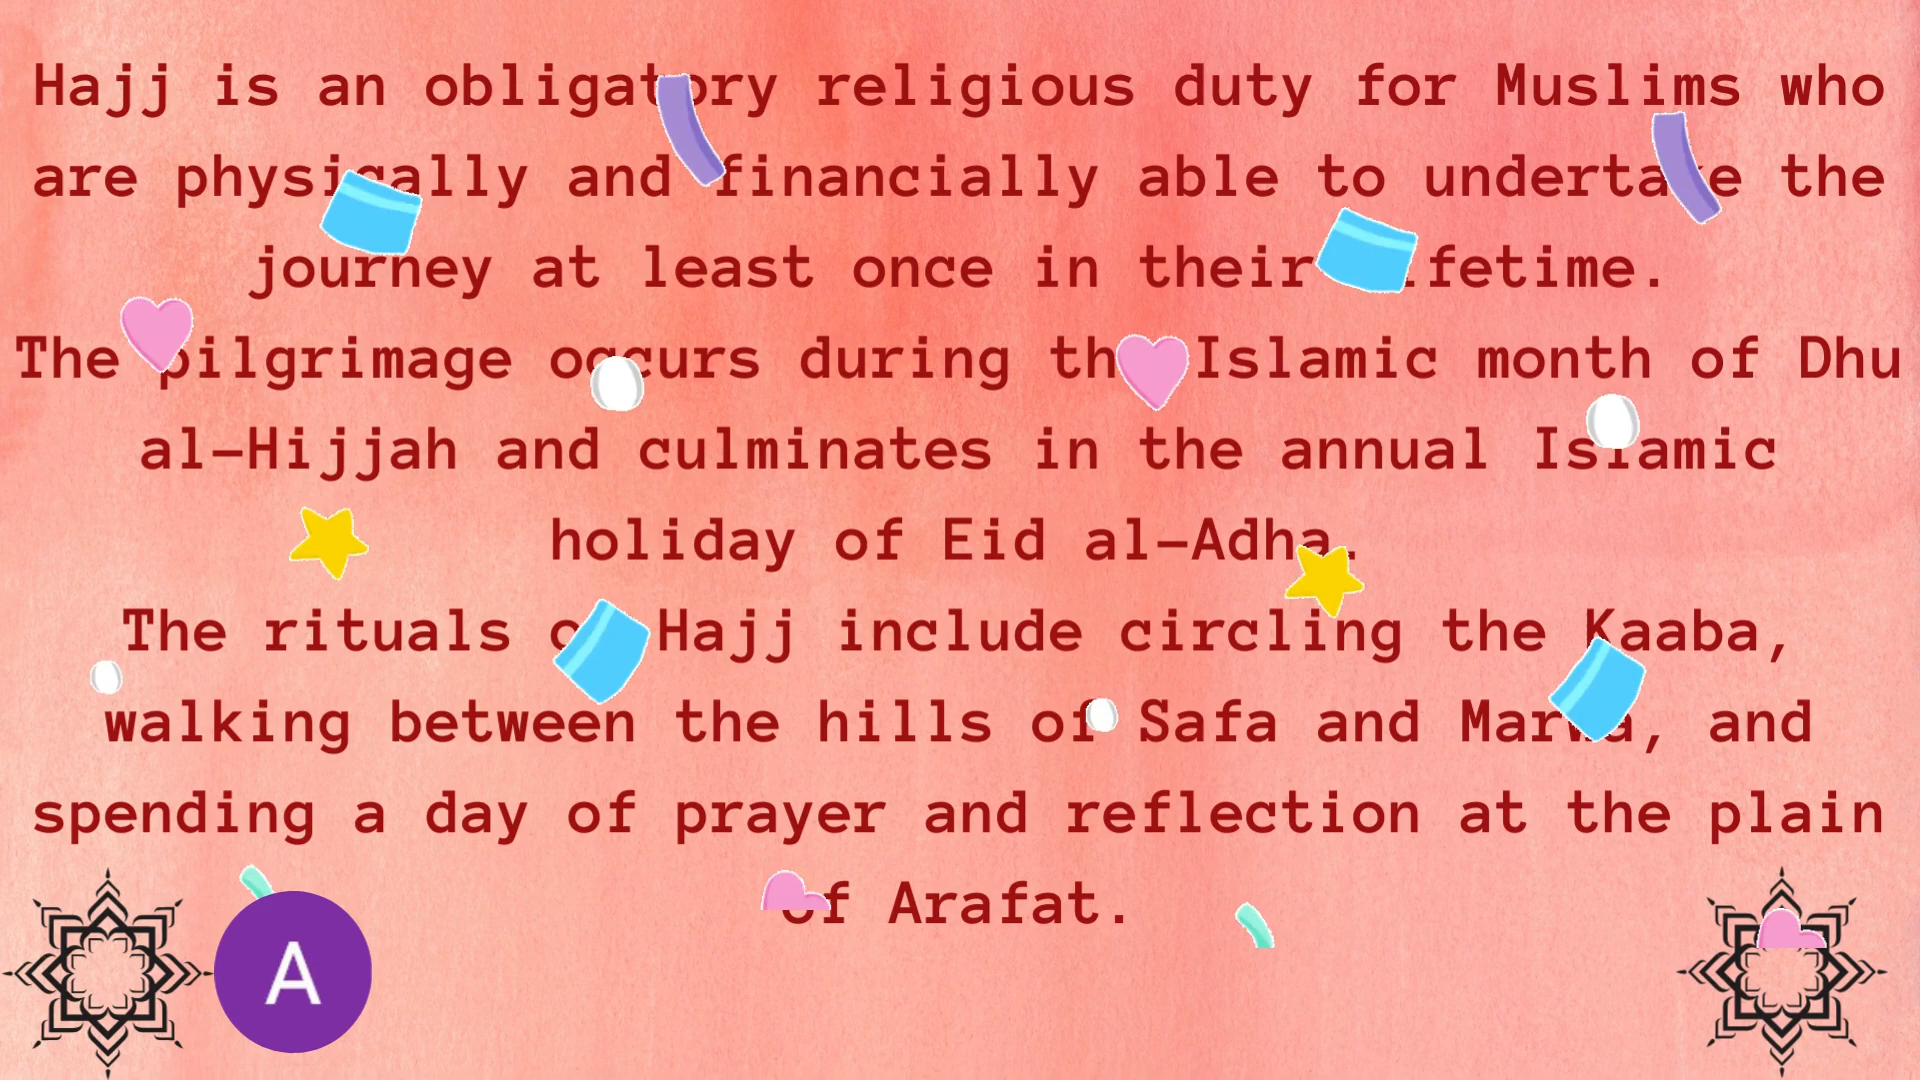 Hajj is an obligatory religious duty for Muslims who
are physically and financially able to undertake the
journey at least once in their lifetime.
The pilgrimage occurs during the Islamic month of Dhu
al-Hijjah and culminates in the annual Islamic
holiday of Eid al-Adha.
The rituals of Hajj include circling the Kaaba,
walking between the hills of Safa and Marwa, and
spending a day of prayer and reflection at the plain
of Arafat.
A